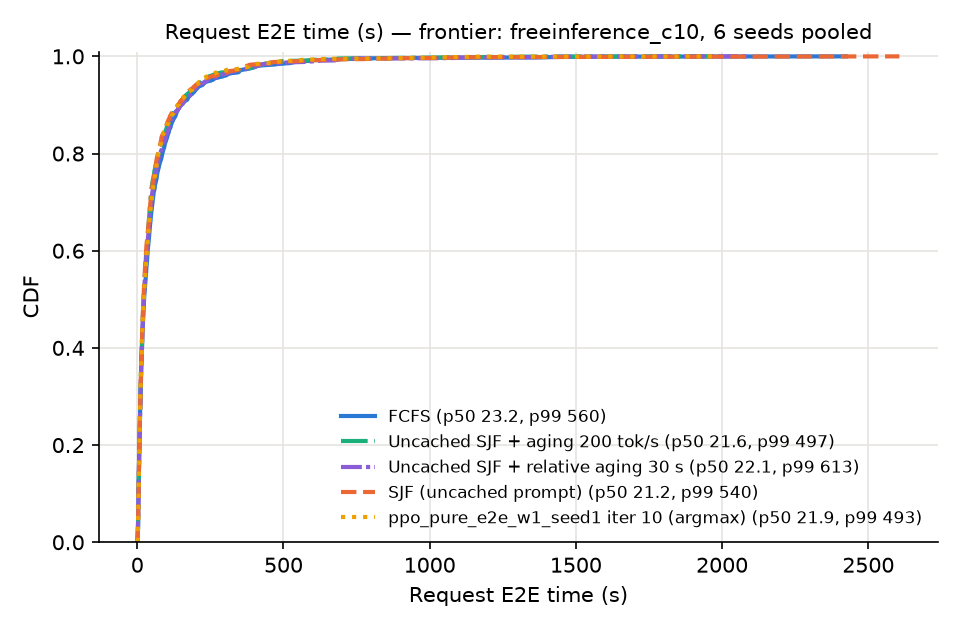 Request E2E time (s) — frontier: freeinference_c10, 6 seeds pooled
1.0
0.8
0.6
0.4
0.2
0.0
CDF
FCFS (p50 23.2, p99 560)
Uncached SJF + aging 200 tok/s (p50 21.6, p99 497)
Uncached SJF + relative aging 30 s (p50 22.1, p99 613)
SJF (uncached prompt) (p50 21.2, p99 540)
ppo_pure_e2e_w1_seed1 iter 10 (argmax) (p50 21.9, p99 493)
0 500 1000 1500 2000 2500
Request E2E time (s)